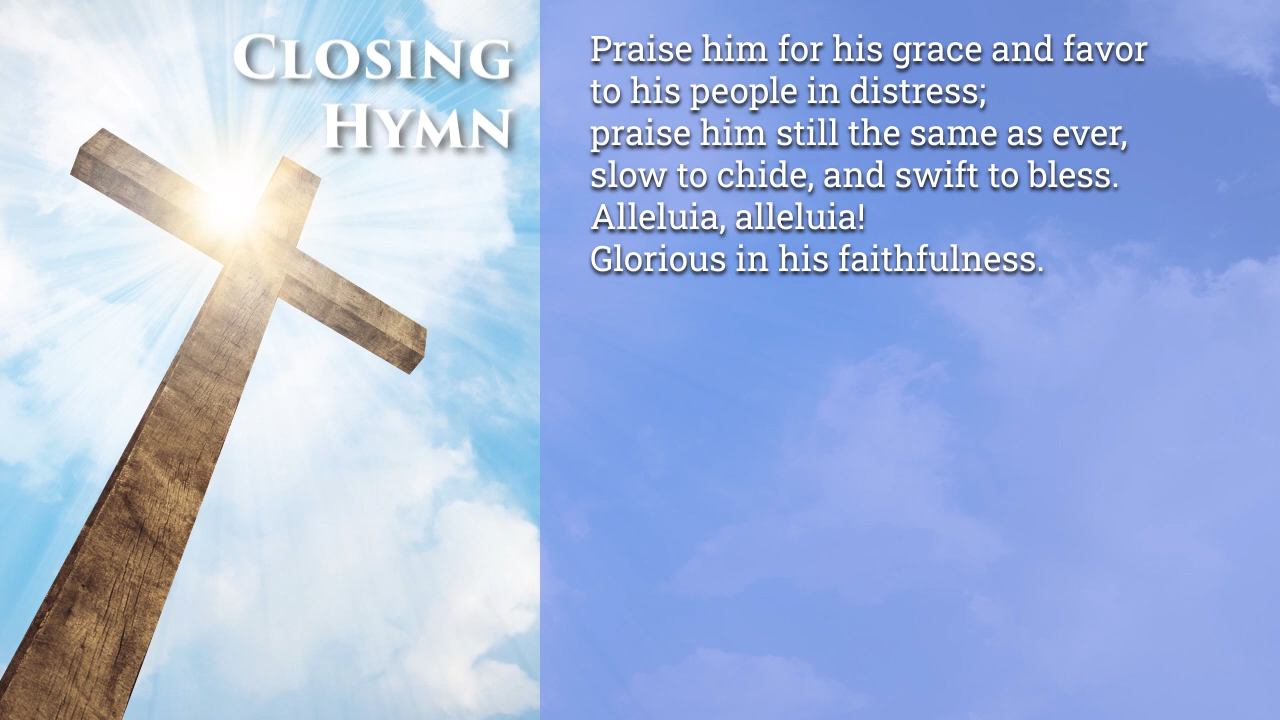 Closing
Hymn
Praise him for his grace and favor
to his people in distress;
praise him still the same as ever,
slow to chide, and swift to bless.
Alleluia, alleluia!
Glorious in his faithfulness.